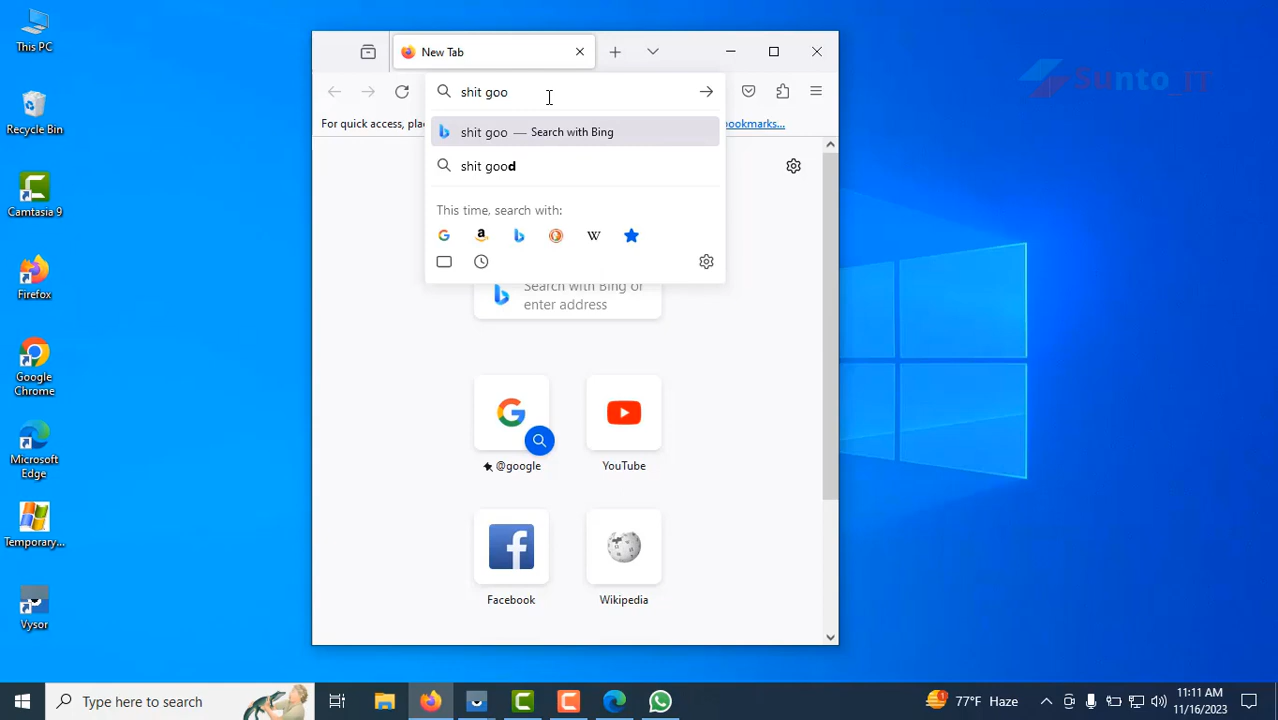 This PC
Recycle Bin
Camtasia 9
Firefox
Google
Chrome
Microsoft
Edge
Temporary...
Vysor
New Tab
shit goo
For quick access, plac
bookmarks...
shit goo — Search with Bing
shit good
This time, search with:
Search with Bing or
enter address
@google
YouTube
Facebook
Wikipedia
Sunto_IT
Type here to search
77°F Haze
11:11 AM
11/16/2023